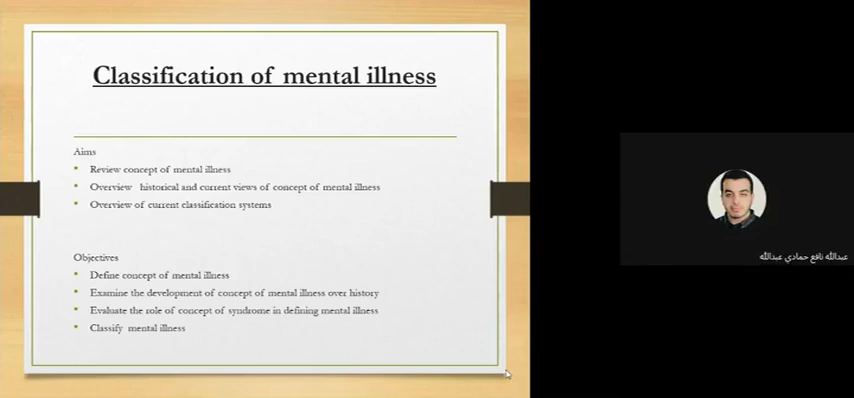 Classification of mental illness
Aims
Review concept of mental illness
Overview historical and current views of concept of mental illness
Overview of current classification systems
Objectives
Define concept of mental illness
Examine the development of concept of mental illness over history
Evaluate the role of concept of syndrome in defining mental illness
Classify mental illness
عبدالله نافع حمادي عبدالله